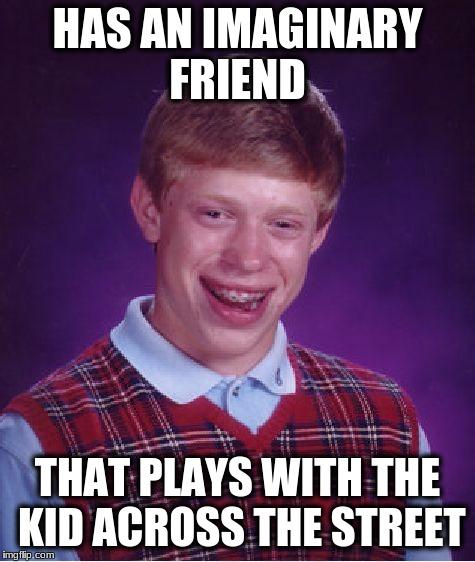 HAS AN IMAGINARY
FRIEND
THAT PLAYS WITH THE
KID ACROSS THE STREET
imgflip.com